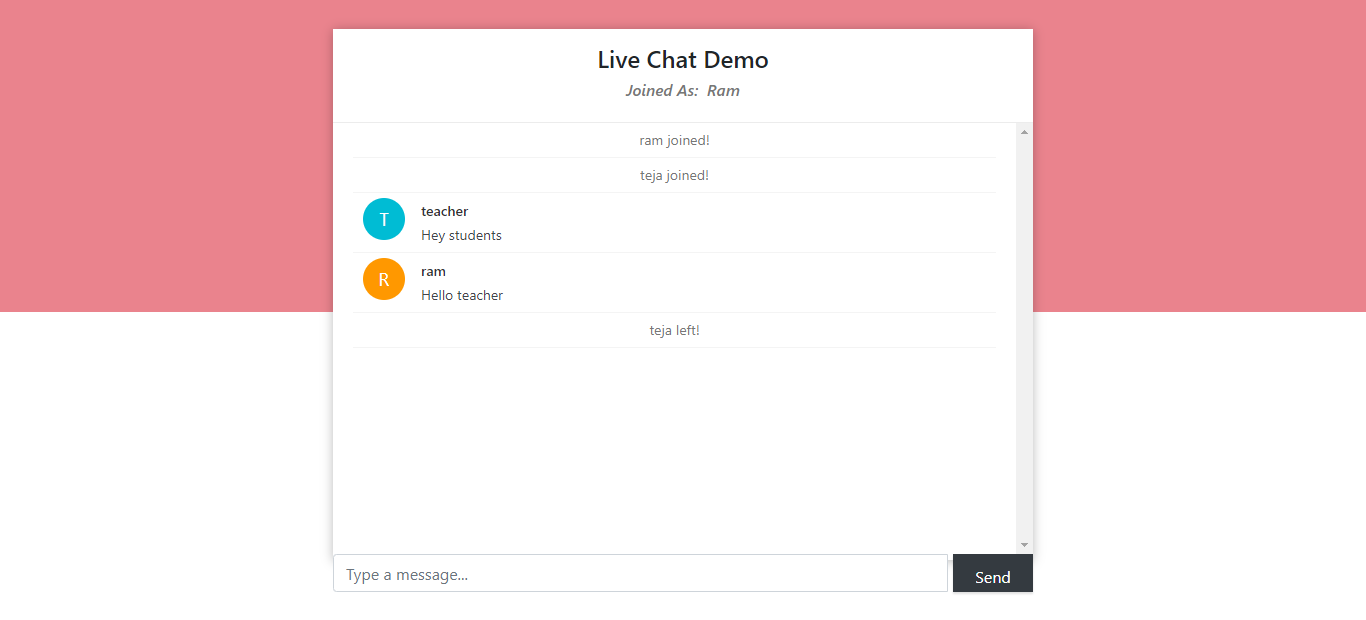 Live Chat Demo
Joined As: Ram
ram joined!
teja joined!
T
teacher
Hey students
R
ram
Hello teacher
teja left!
Type a message...
Send